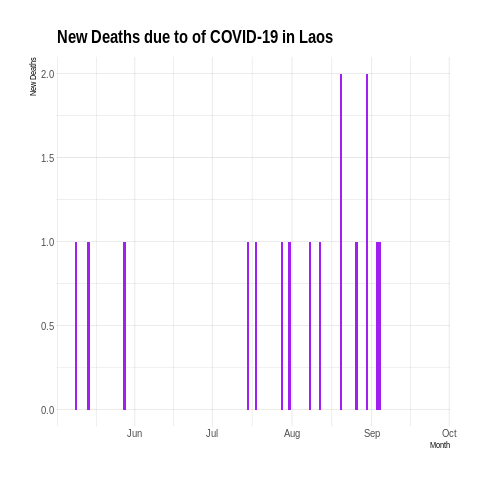 New Deaths due to of COVID-19 in Laos
New Deaths
2.0
1.5
1.0
0.5
0.0
Jun Jul Aug Sep Oct
Month